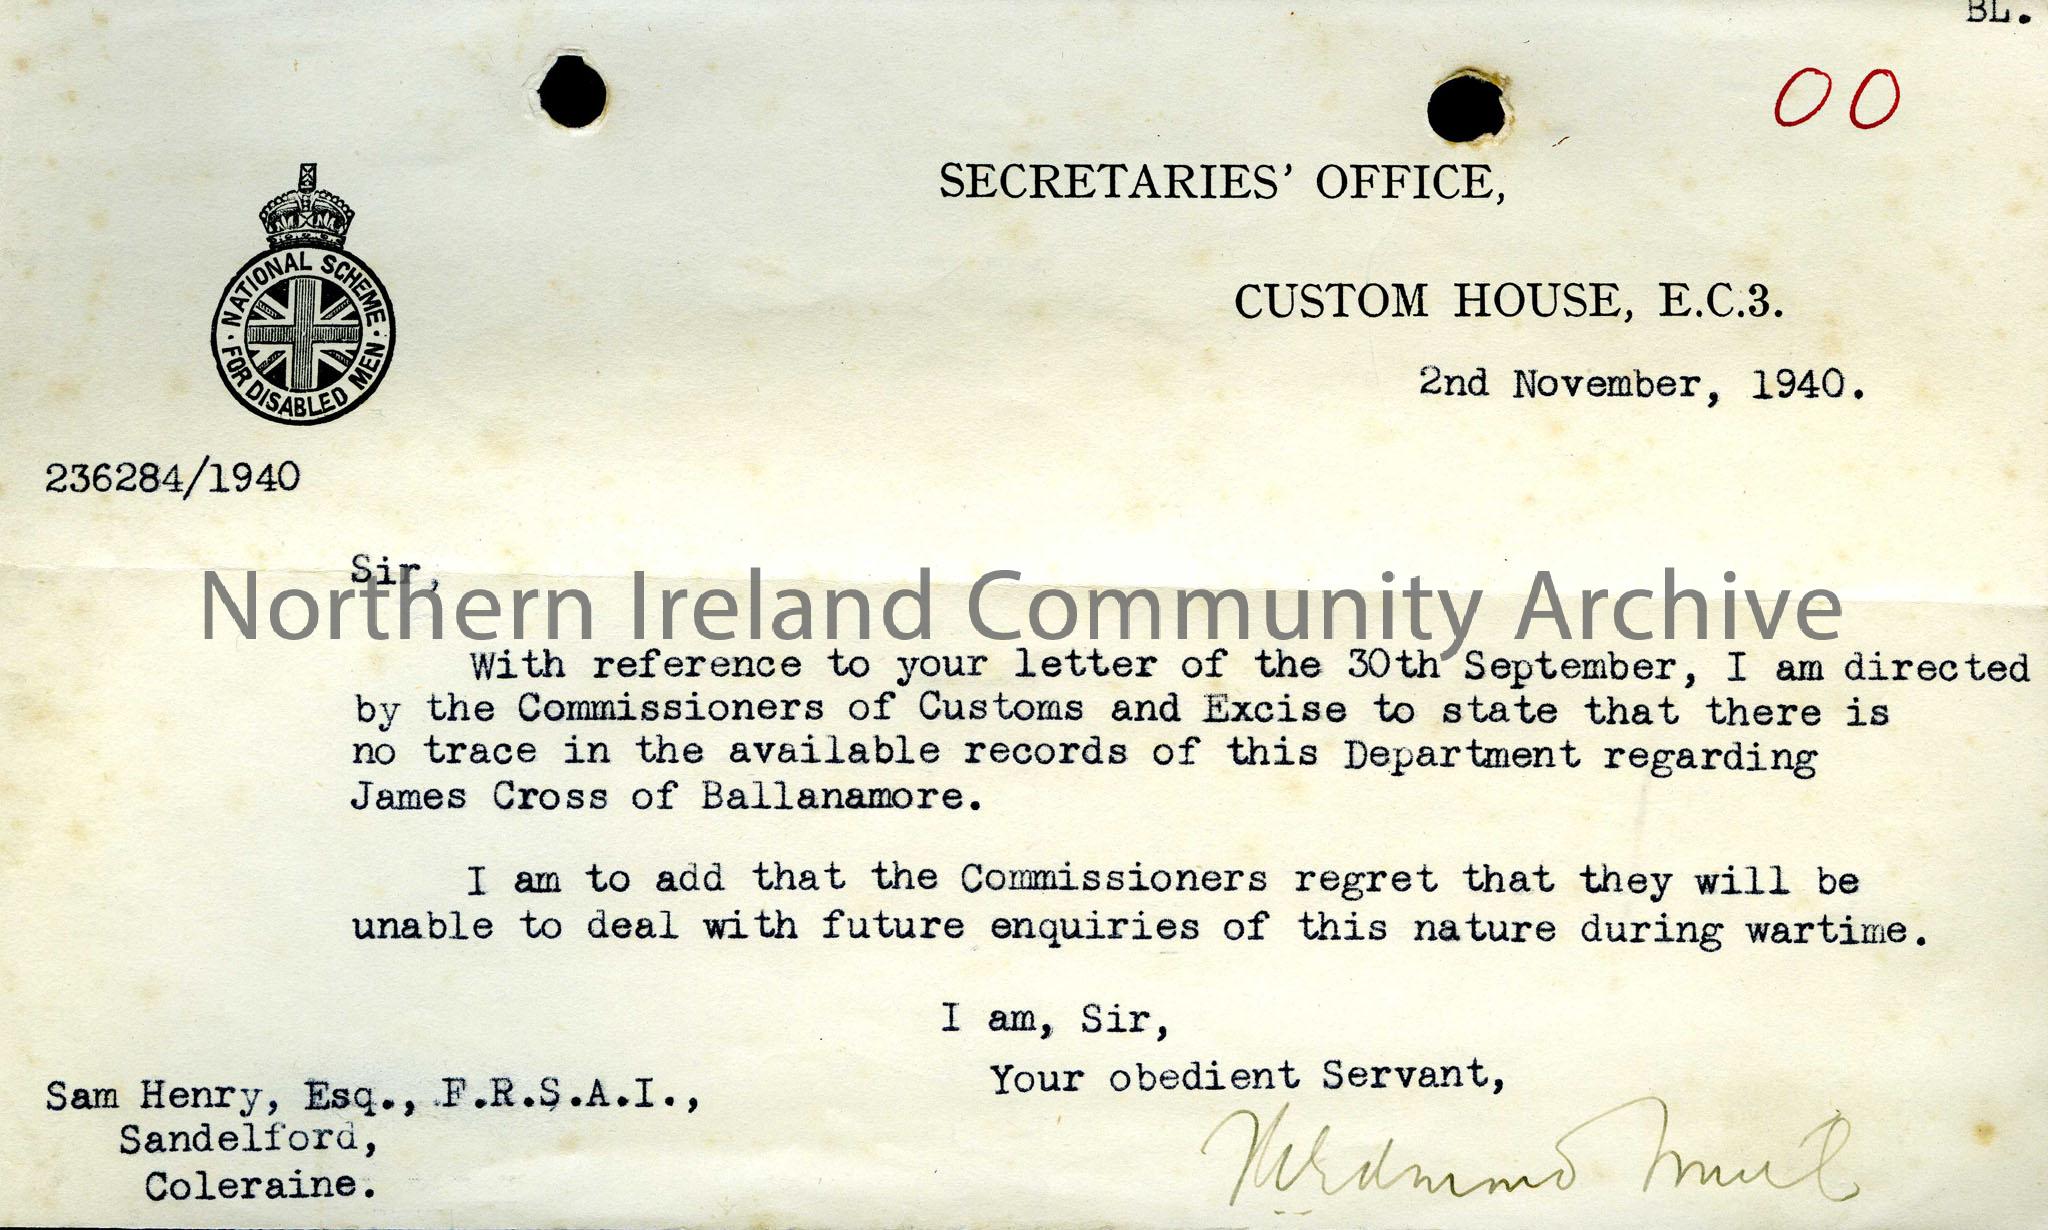 BL.
00
SECRETARIES' OFFICE,
CUSTOM HOUSE, E.C.3.
2nd November, 1940.
NATIONAL SCHEME
· FOR DISABLED MEN ·
236284/1940
Sir,
Northern Ireland Community Archive
With reference to your letter of the 30th September, I am directed
by the Commissioners of Customs and Excise to state that there is
no trace in the available records of this Department regarding
James Cross of Ballanamore.
I am to add that the Commissioners regret that they will be
unable to deal with future enquiries of this nature during wartime.
I am, Sir,
Your obedient Servant,
Sam Henry, Esq., F.R.S.A.I.,
Sandelford,
Coleraine.